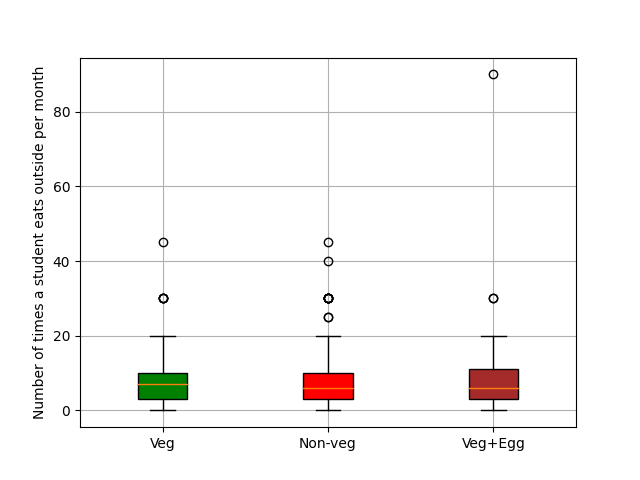 Number of times a student eats outside per month
80
60
40
20
0
Veg
Non-veg
Veg+Egg